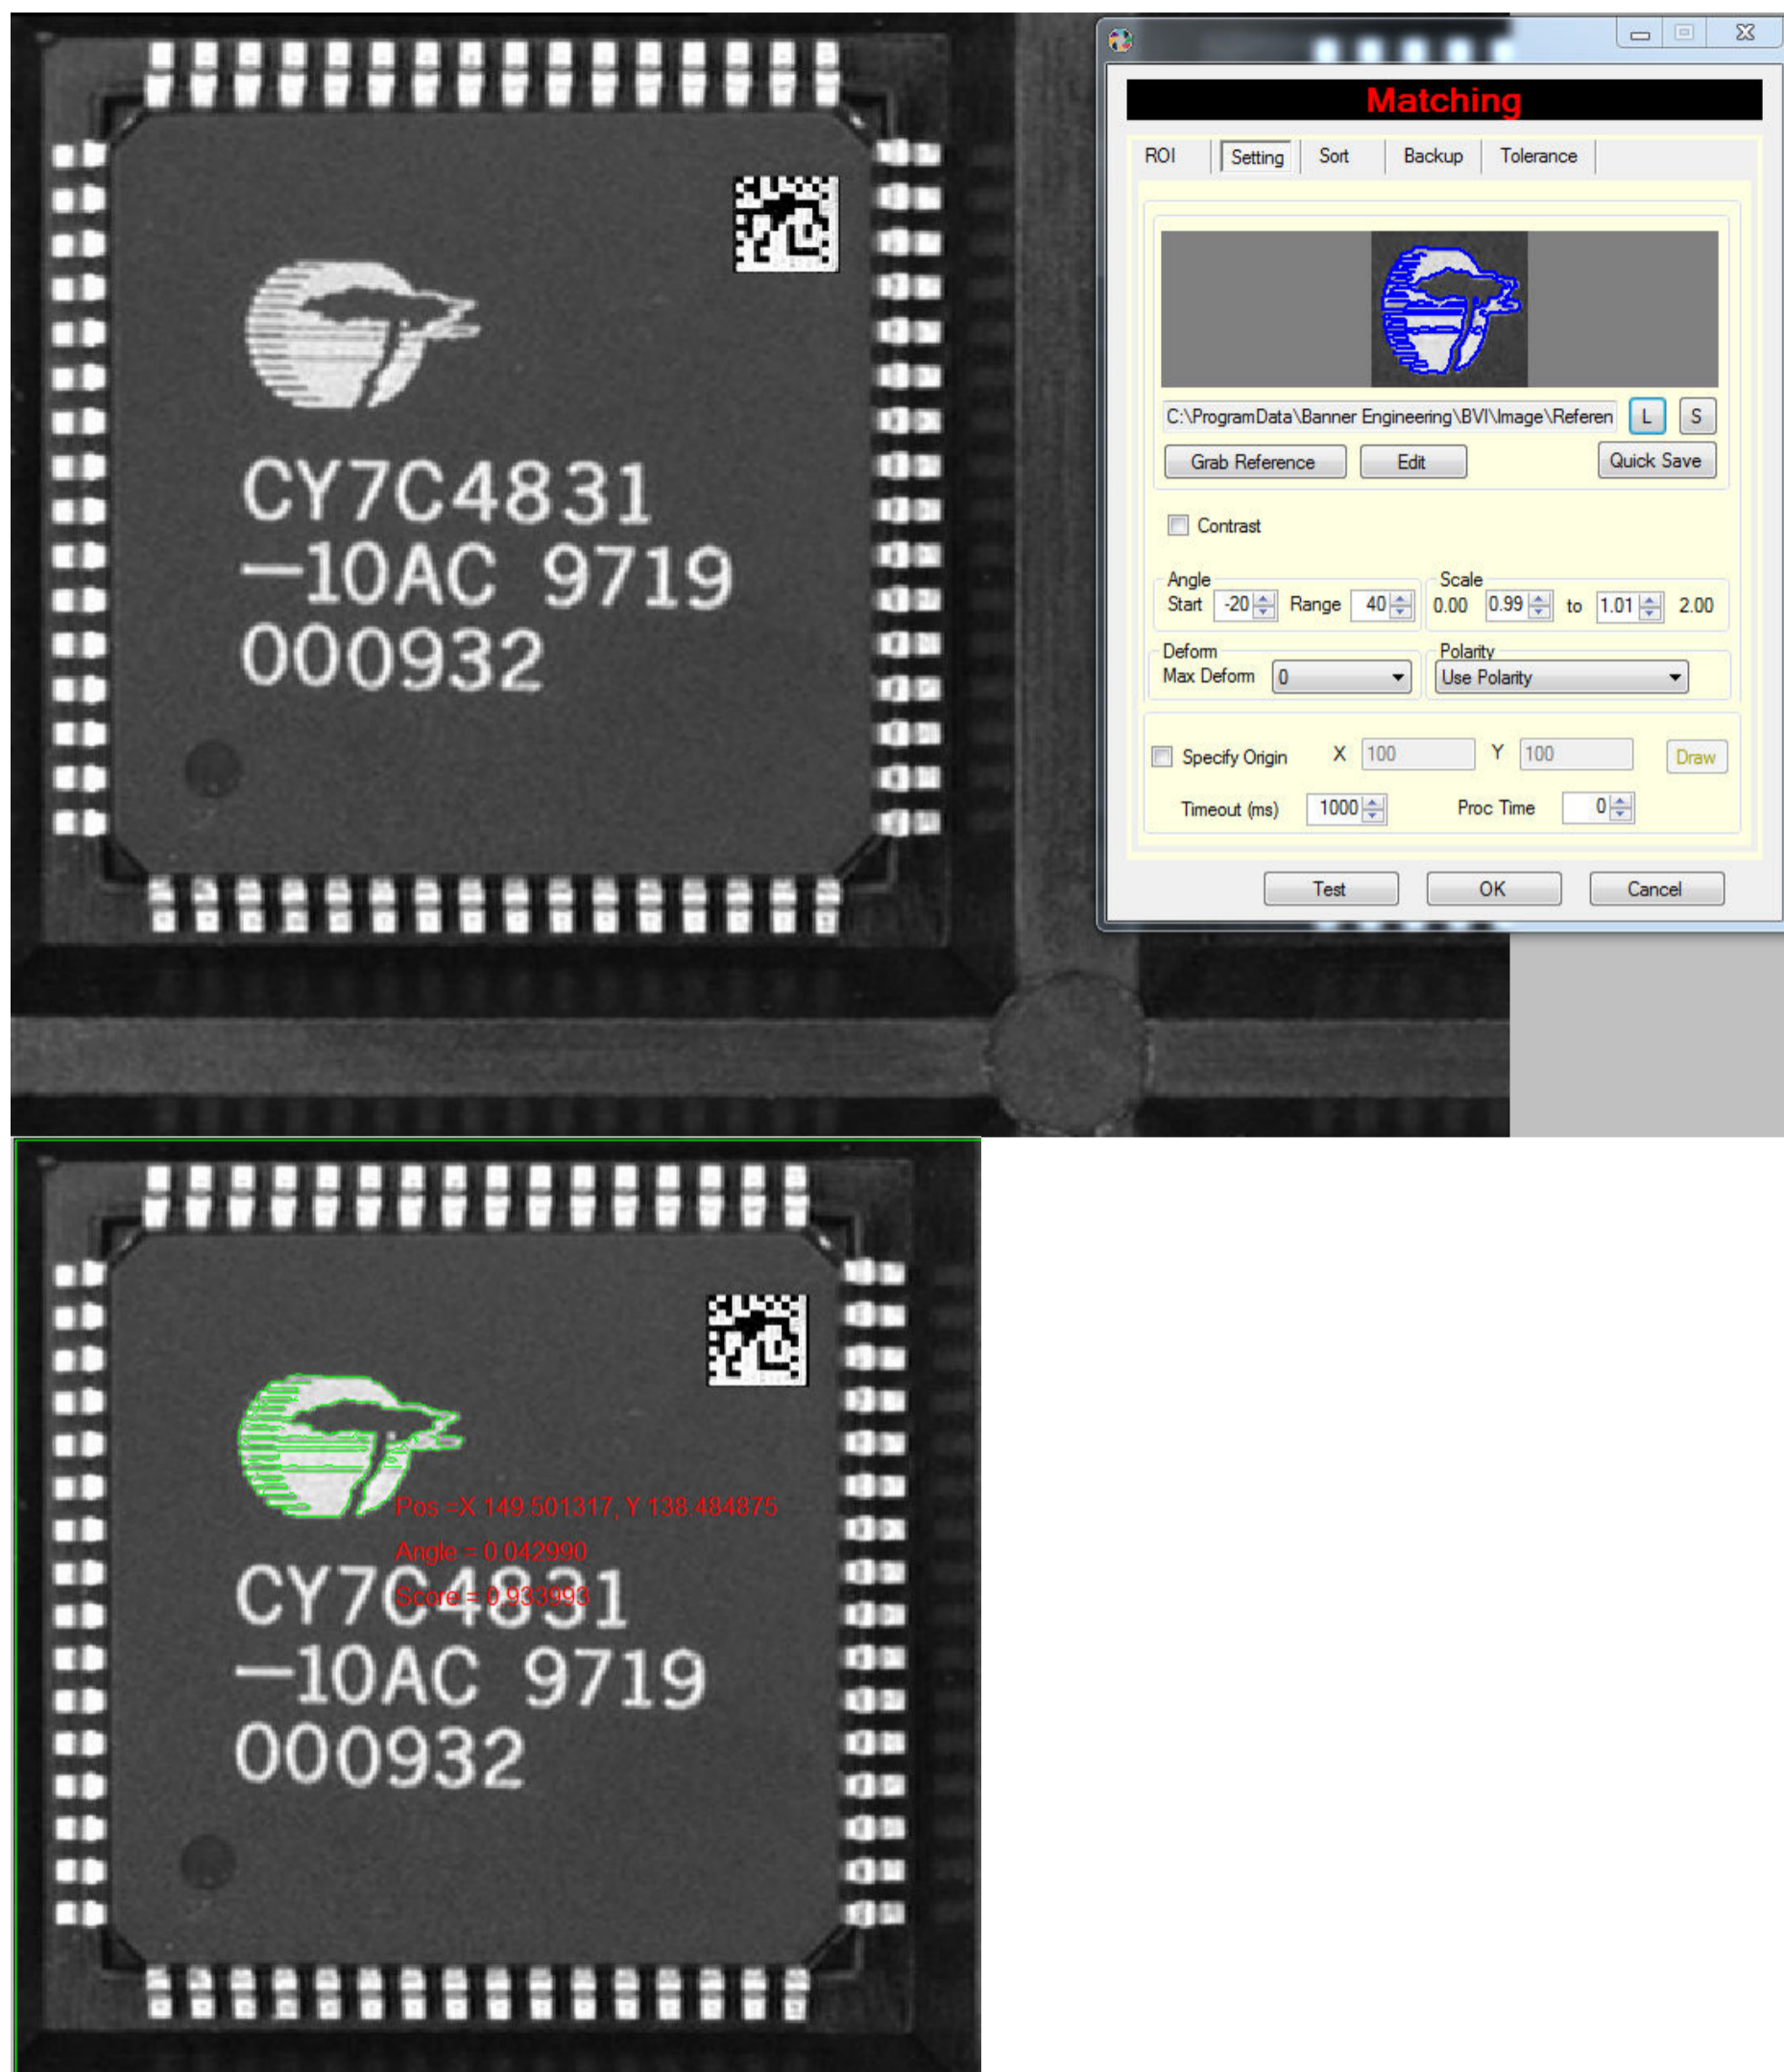 CY7C4831
-10AC 9719
000932
Matching
ROI Setting Sort Backup Tolerance
C:\ProgramData\Banner Engineering\BVI\Image\Referen L S
Grab Reference Edit Quick Save
Contrast
Angle
Start -20 Range 40
Scale
0.00 0.99 to 1.01 2.00
Deform
Max Deform 0
Polarity
Use Polarity
Specify Origin X 100 Y 100 Draw
Timeout (ms) 1000 Proc Time 0
Test OK Cancel
Pos =X 149.501317, Y 138.484875
Angle = 0.042990
Score = 0.933993
CY7C4831
-10AC 9719
000932